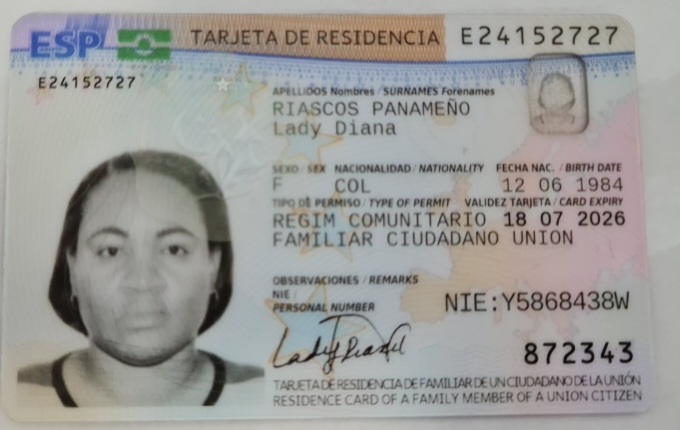 ESP TARJETA DE RESIDENCIA E24152727
E24152727
APELLIDOS Nombres / SURNAMES Forenames
RIASCOS PANAMEÑO
Lady Diana
SEXO / SEX NACIONALIDAD / NATIONALITY FECHA NAC. / BIRTH DATE
F COL 12 06 1984
TIPO DE PERMISO / TYPE OF PERMIT VALIDEZ TARJETA / CARD EXPIRY
REGIM COMUNITARIO 18 07 2026
FAMILIAR CIUDADANO UNION
OBSERVACIONES / REMARKS
NIE /
PERSONAL NUMBER NIE:Y5868438W
872343
TARJETA DE RESIDENCIA DE FAMILIAR DE UN CIUDADANO DE LA UNIÓN
RESIDENCE CARD OF A FAMILY MEMBER OF A UNION CITIZEN